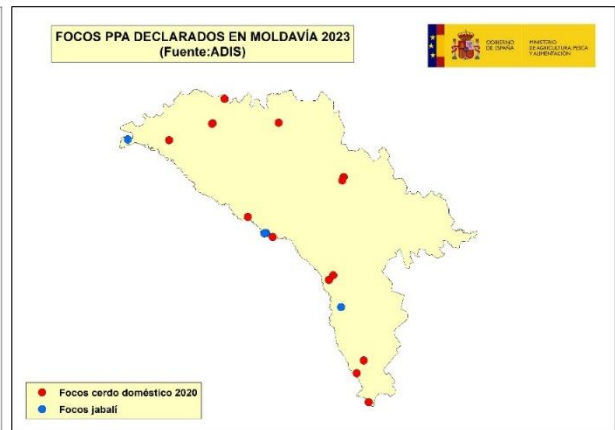 FOCOS PPA DECLARADOS EN MOLDAVÍA 2023
(Fuente:ADIS)
GOBIERNO
DE ESPAÑA
MINISTERIO
DE AGRICULTURA, PESCA
Y ALIMENTACIÓN
Focos cerdo doméstico 2020
Focos jabalí